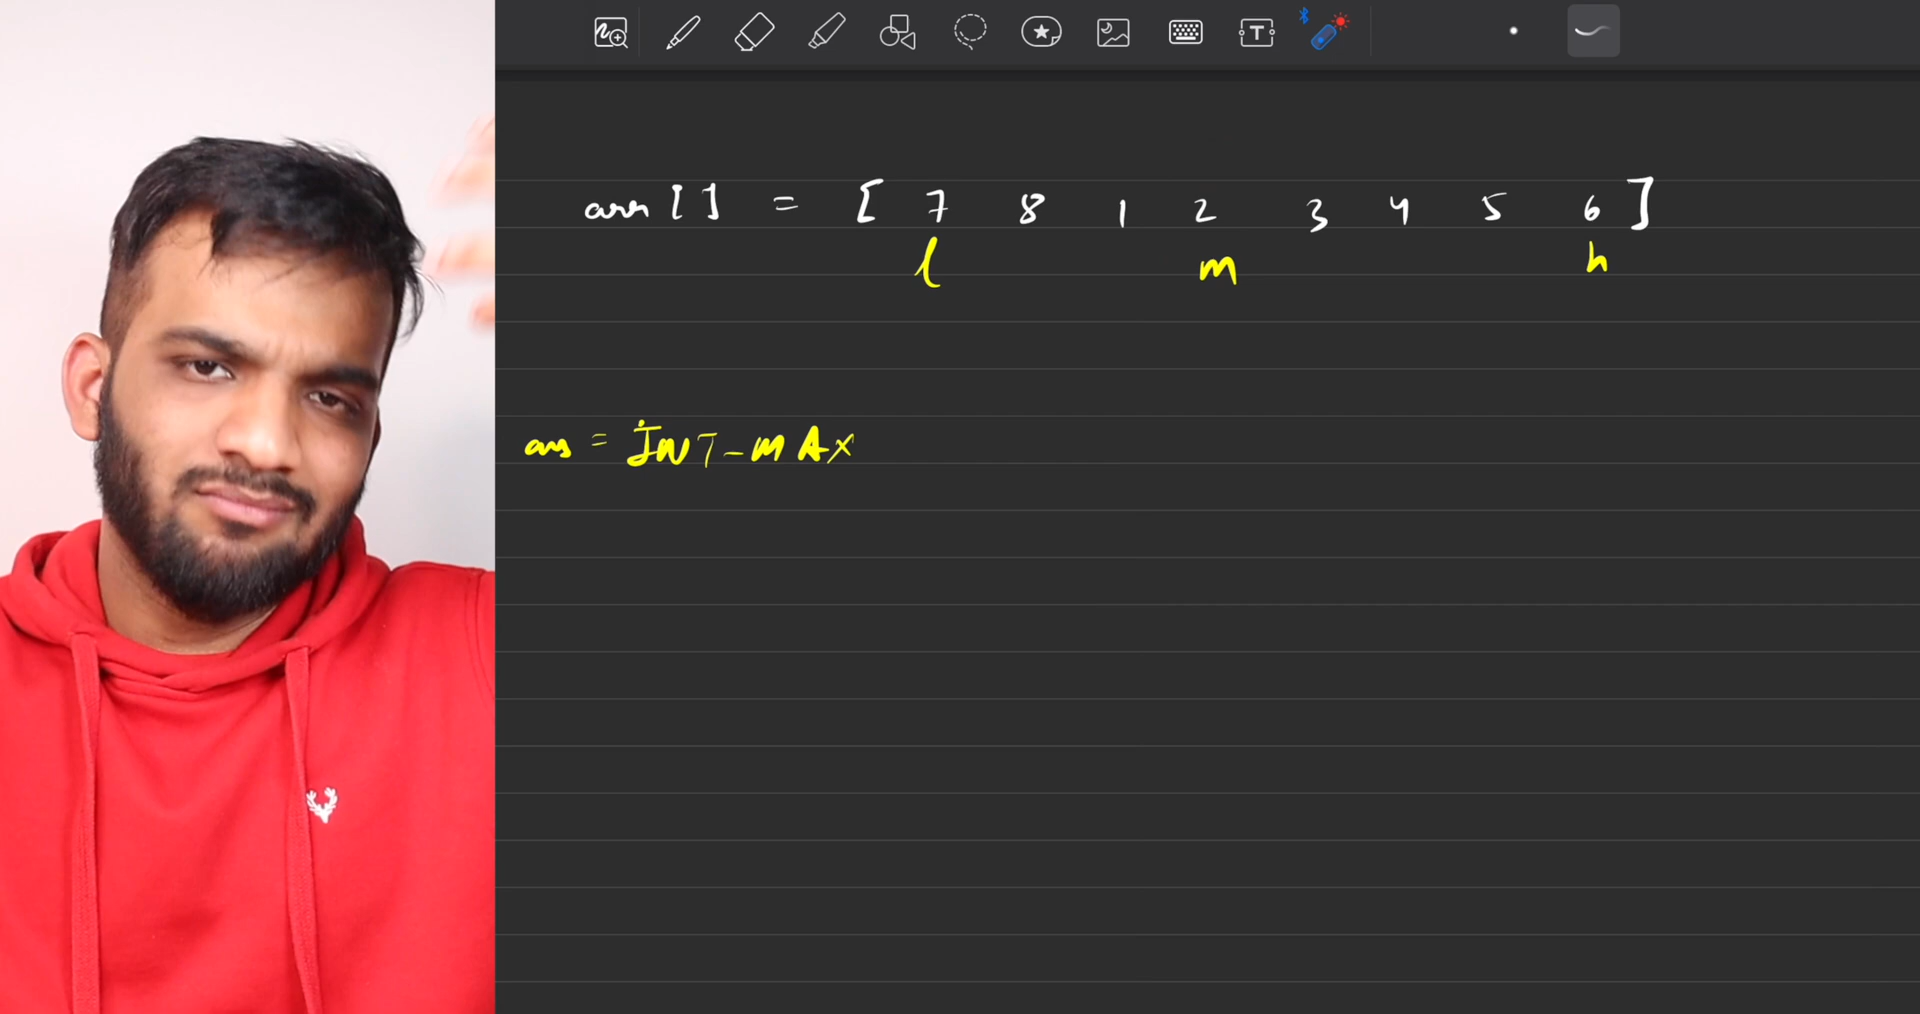 arr [ ] = [ 7 8 1 2 3 4 5 6 ]
l m h
ans = INT-MAX